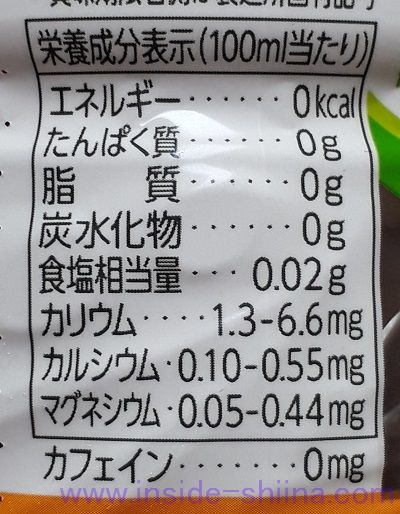 栄養成分表示(100ml当たり)
エネルギー‥‥‥0kcal
たんぱく質‥‥‥0g
脂　質‥‥‥0g
炭水化物‥‥‥0g
食塩相当量‥‥0.02g
カリウム‥‥1.3-6.6mg
カルシウム·0.10-0.55mg
マグネシウム·0.05-0.44mg
カフェイン‥‥‥0mg
www.inside-shiina.com